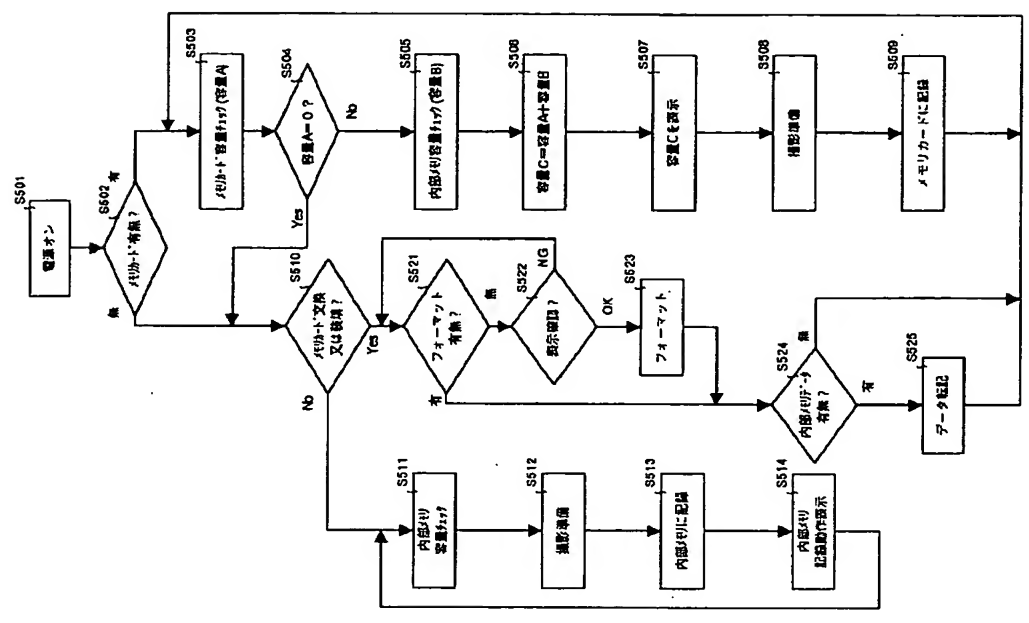 S501
電源オン
S502
メモリカード有無?
無
有
S503
メモリカード容量チェック(容量A)
S504
容量A=0?
Yes
No
S505
内部メモリ容量チェック(容量B)
S506
容量C=容量A+容量B
S507
容量Cを表示
S508
撮影準備
S509
メモリカードに記録
S510
メモリカード交換
又は破壊?
No
Yes
S521
フォーマット
有無?
有
無
S522
表示確認?
NG
OK
S523
フォーマット
S524
内部メモリデータ
有無?
無
有
S525
データ転記
S511
内部メモリ
容量チェック
S512
撮影準備
S513
内部メモリに記録
S514
内部メモリ
記録動作表示